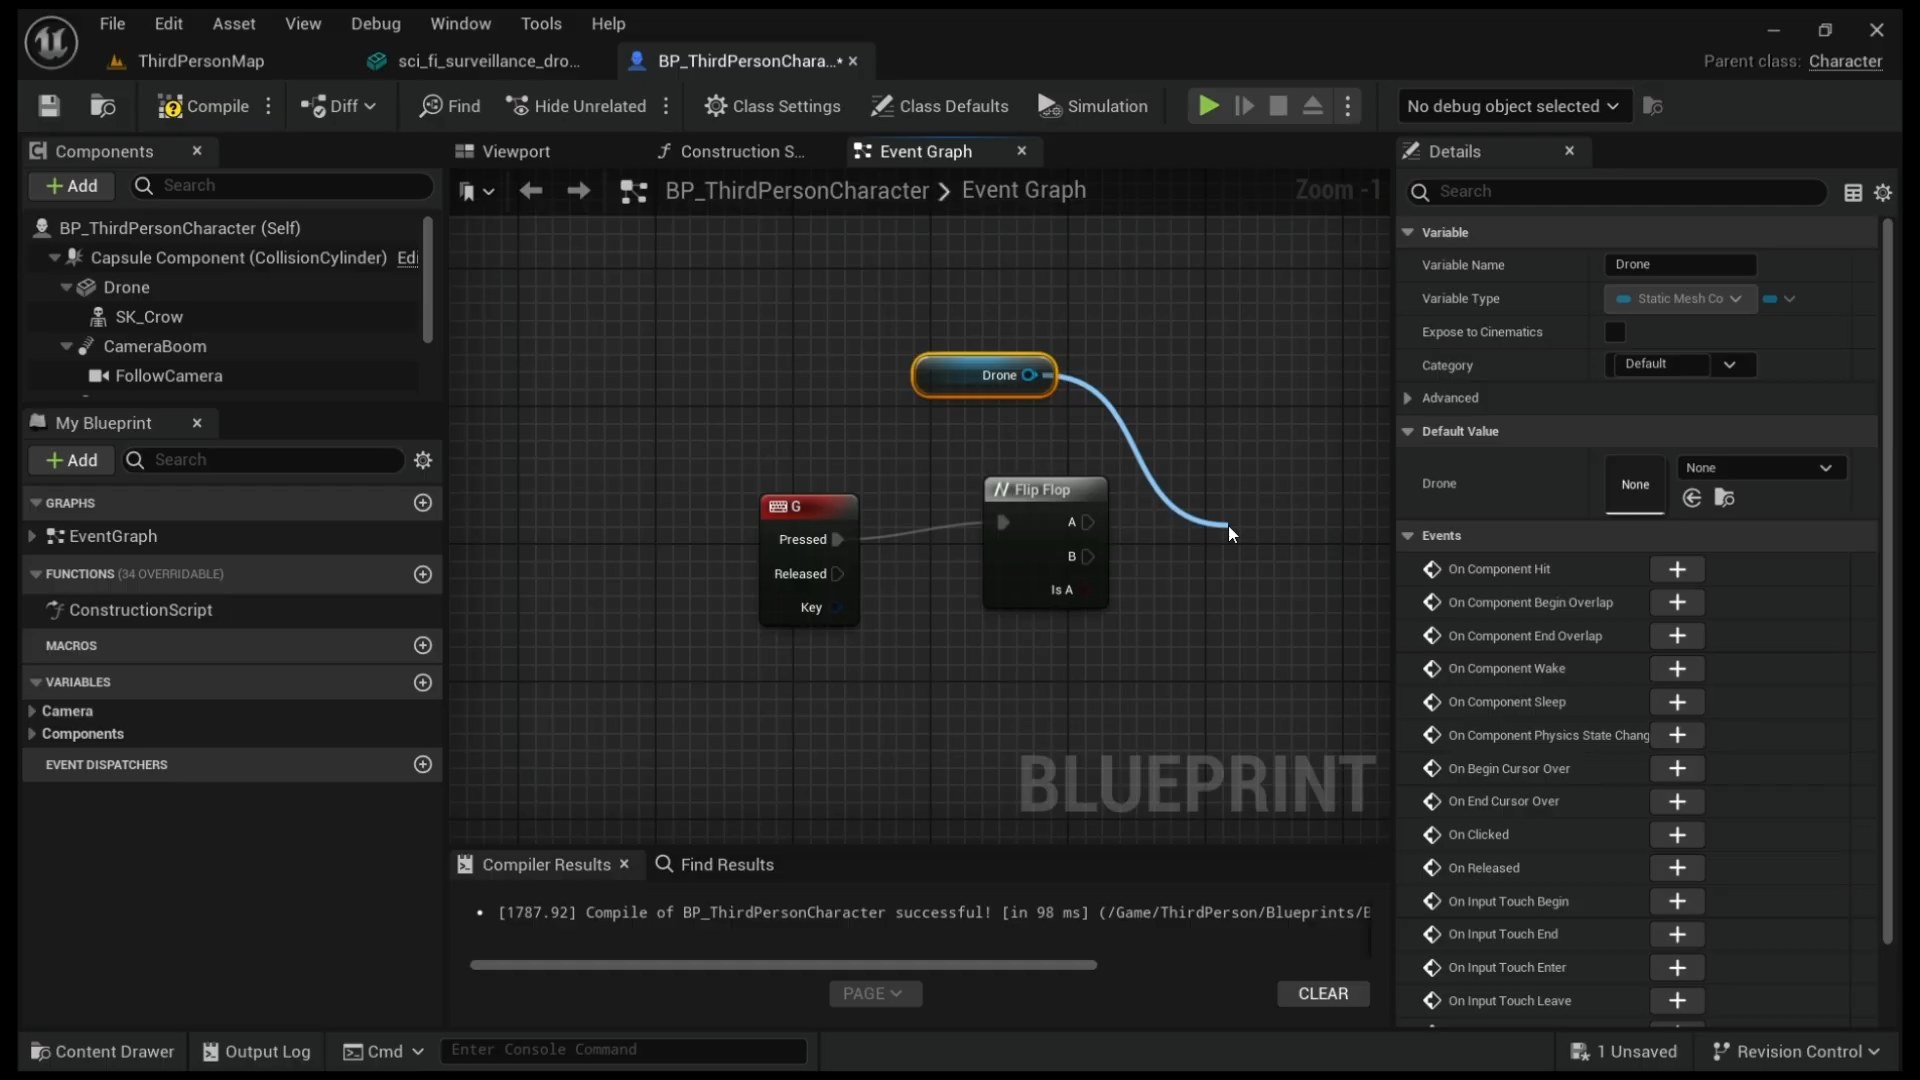 File Edit Asset View Debug Window Tools Help
ThirdPersonMap
sci_fi_surveillance_dro...
BP_ThirdPersonChara...•
Parent class: Character
Compile
Diff
Find
Hide Unrelated
Class Settings
Class Defaults
Simulation
No debug object selected
Components
Add
Search
BP_ThirdPersonCharacter (Self)
Capsule Component (CollisionCylinder) Edi
Drone
SK_Crow
CameraBoom
FollowCamera
My Blueprint
Add
Search
GRAPHS
EventGraph
FUNCTIONS (34 OVERRIDABLE)
ConstructionScript
MACROS
VARIABLES
Camera
Components
EVENT DISPATCHERS
Viewport
Construction S...
Event Graph
BP_ThirdPersonCharacter > Event Graph
Zoom -1
Drone
G
Pressed
Released
Key
Flip Flop
A
B
Is A
BLUEPRINT
Compiler Results
Find Results
• [1787.92] Compile of BP_ThirdPersonCharacter successful! [in 98 ms] (/Game/ThirdPerson/Blueprints/B
PAGE
CLEAR
Details
Search
Variable
Variable Name Drone
Variable Type Static Mesh Co
Expose to Cinematics
Category Default
Advanced
Default Value
Drone None None
Events
On Component Hit
On Component Begin Overlap
On Component End Overlap
On Component Wake
On Component Sleep
On Component Physics State Chang
On Begin Cursor Over
On End Cursor Over
On Clicked
On Released
On Input Touch Begin
On Input Touch End
On Input Touch Enter
On Input Touch Leave
Content Drawer
Output Log
Cmd
Enter Console Command
1 Unsaved
Revision Control